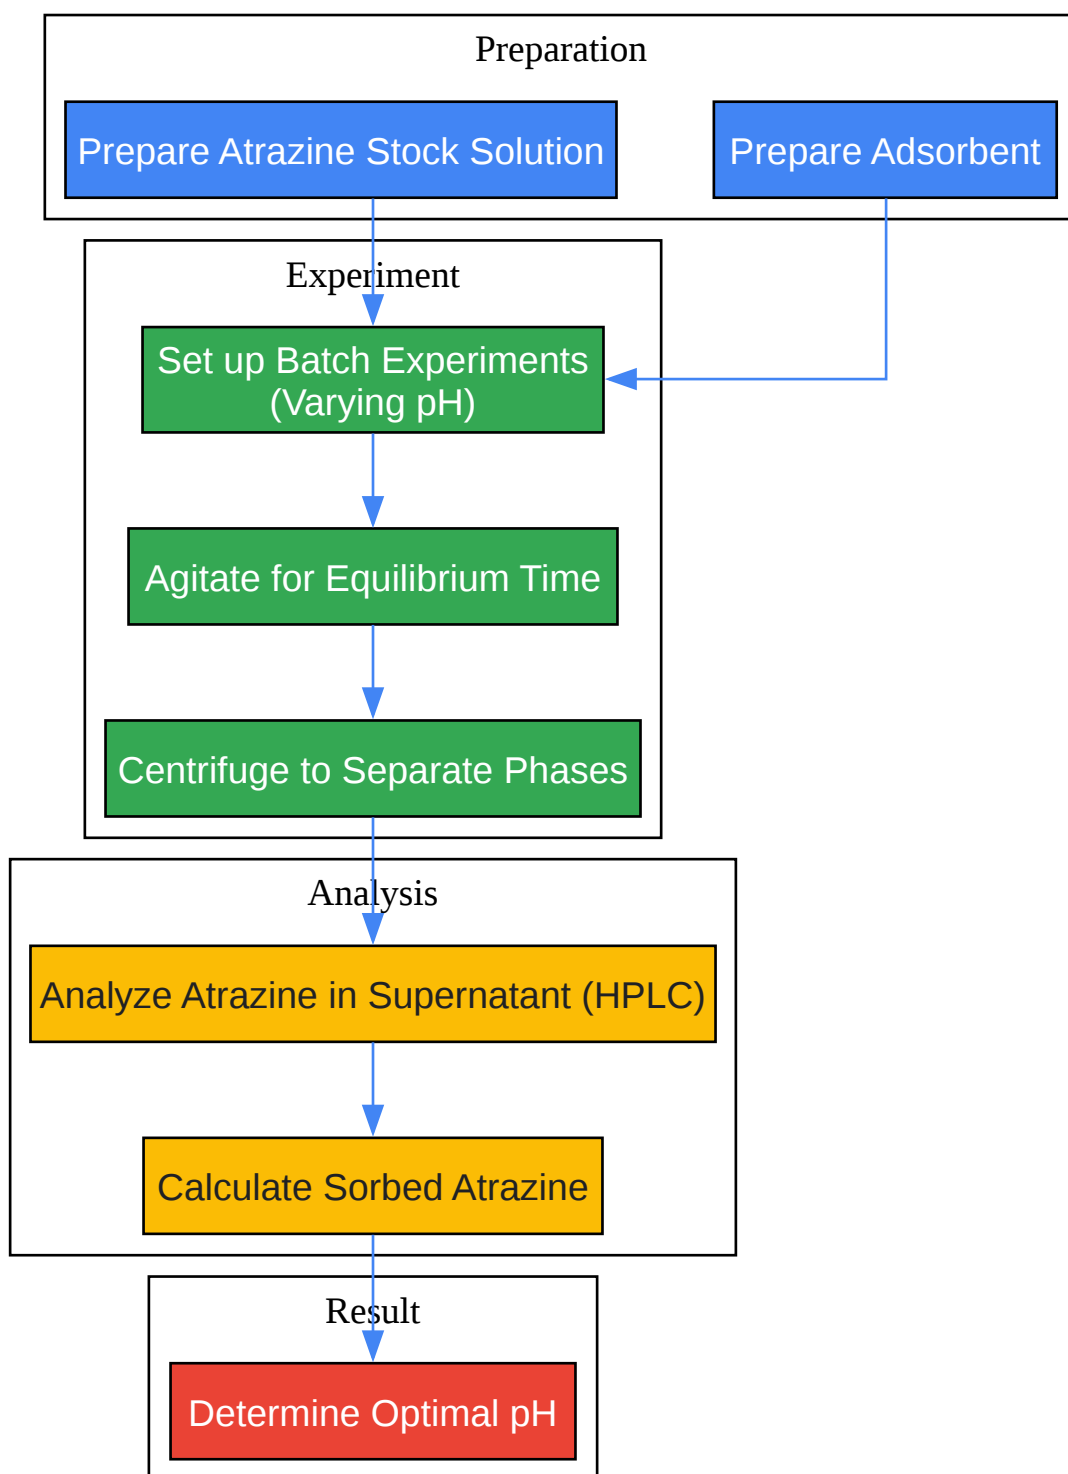 Preparation
Prepare Atrazine Stock Solution
Prepare Adsorbent
Experiment
Set up Batch Experiments
(Varying pH)
Agitate for Equilibrium Time
Centrifuge to Separate Phases
Analysis
Analyze Atrazine in Supernatant (HPLC)
Calculate Sorbed Atrazine
Result
Determine Optimal pH